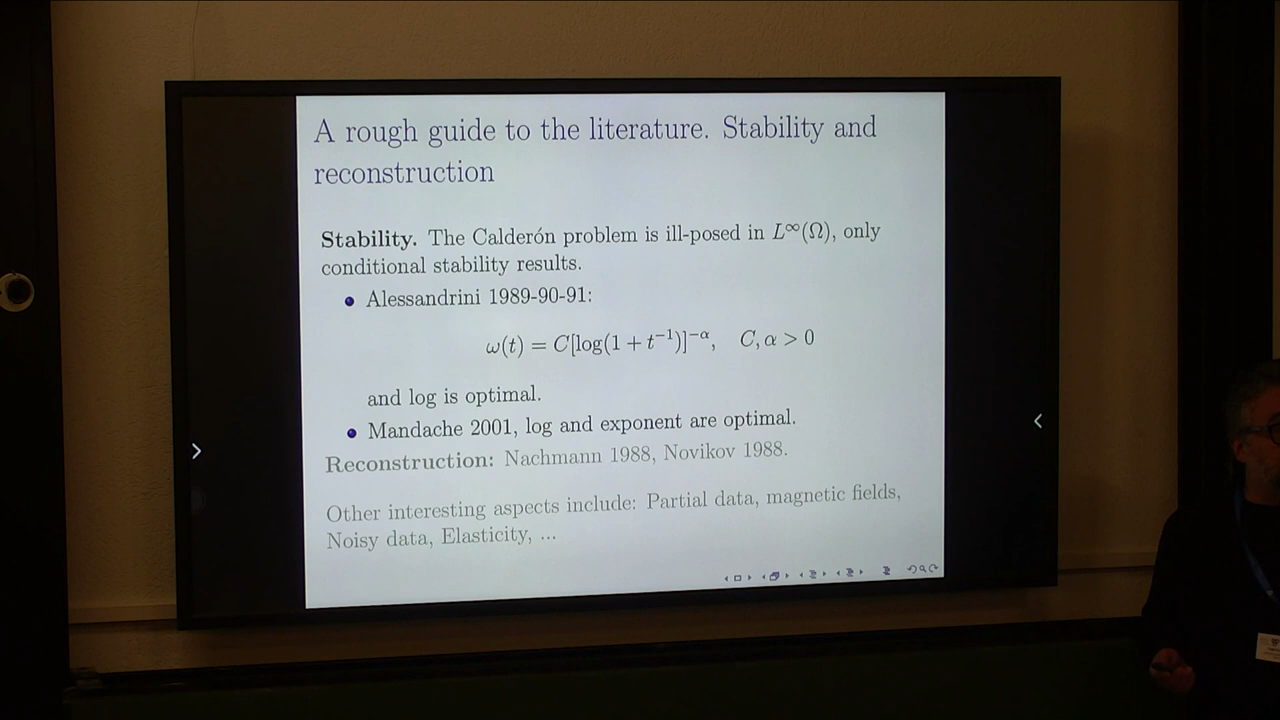 A rough guide to the literature. Stability and
reconstruction
Stability. The Calderón problem is ill-posed in L^∞(Ω), only
conditional stability results.
• Alessandrini 1989-90-91:
ω(t) = C[log(1 + t^{-1})]^{-α}, C, α > 0
and log is optimal.
• Mandache 2001, log and exponent are optimal.
Reconstruction: Nachmann 1988, Novikov 1988.
Other interesting aspects include: Partial data, magnetic fields,
Noisy data, Elasticity, ...